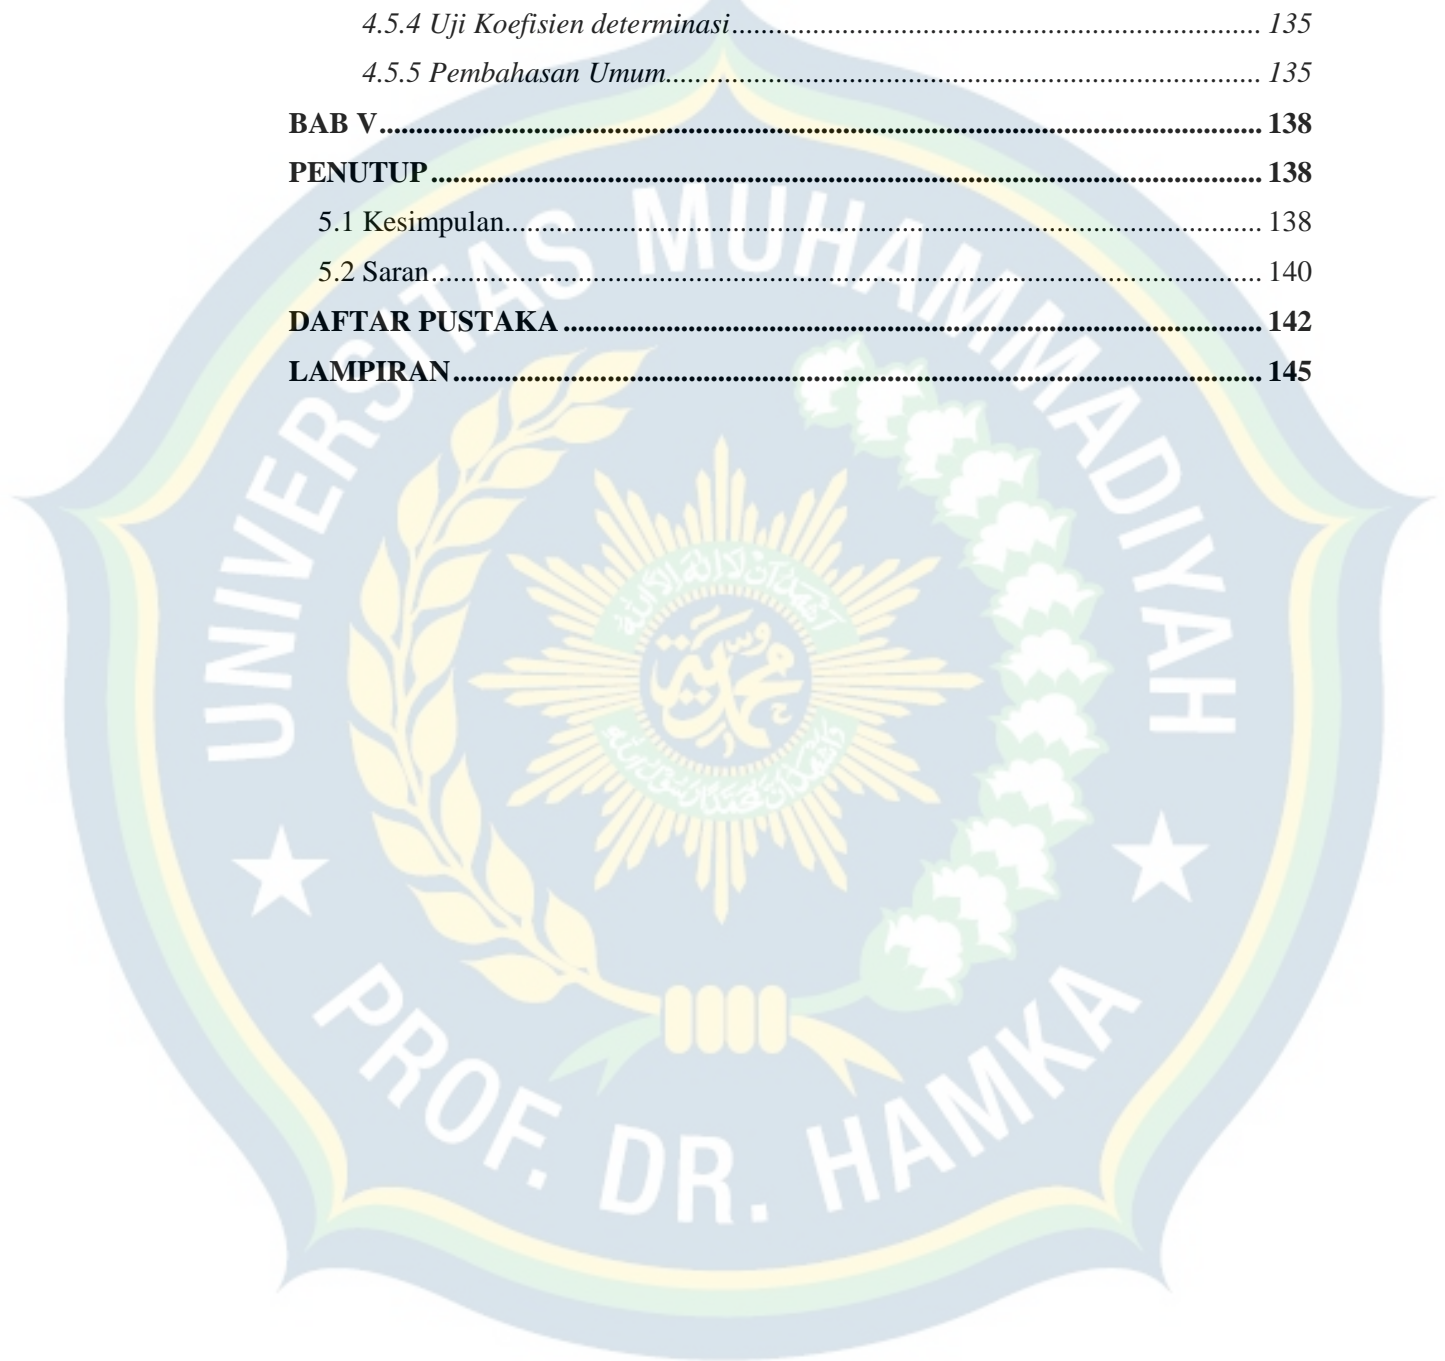 4.5.4 Uji Koefisien determinasi........................................................................ 135
4.5.5 Pembahasan Umum................................................................................. 135
BAB V........................................................................................................................ 138
PENUTUP................................................................................................................. 138
5.1 Kesimpulan....................................................................................................... 138
5.2 Saran................................................................................................................. 140
DAFTAR PUSTAKA............................................................................................... 142
LAMPIRAN.............................................................................................................. 145
UNIVERSITAS MUHAMMADIYAH
PROF. DR. HAMKA